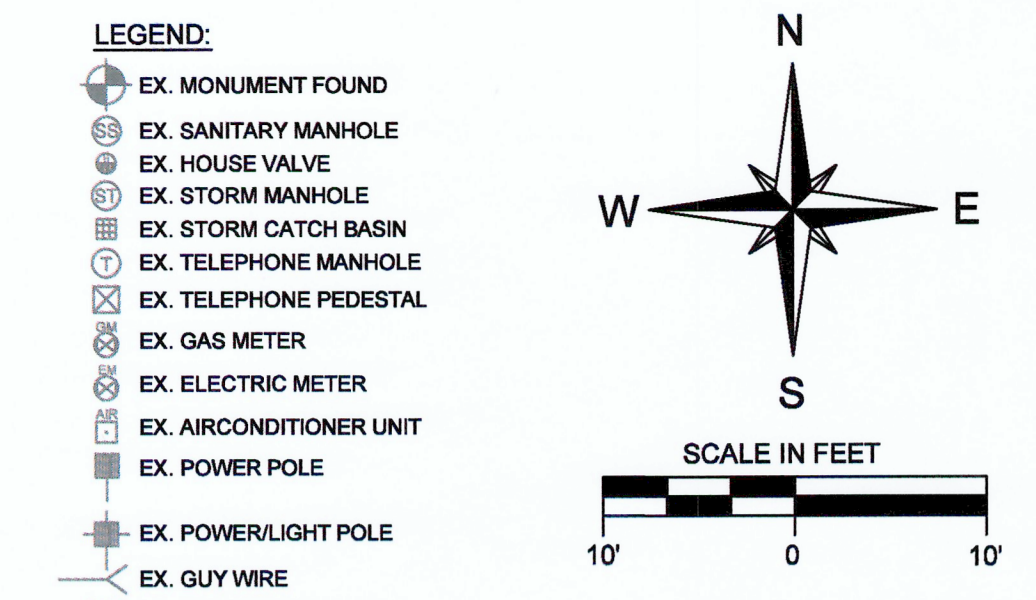 LEGEND:
EX. MONUMENT FOUND
SS EX. SANITARY MANHOLE
EX. HOUSE VALVE
ST EX. STORM MANHOLE
EX. STORM CATCH BASIN
T EX. TELEPHONE MANHOLE
EX. TELEPHONE PEDESTAL
GM
EX. GAS METER
EM
EX. ELECTRIC METER
AIR
EX. AIRCONDITIONER UNIT
EX. POWER POLE
EX. POWER/LIGHT POLE
EX. GUY WIRE
N
W E
S
SCALE IN FEET
10' 0 10'